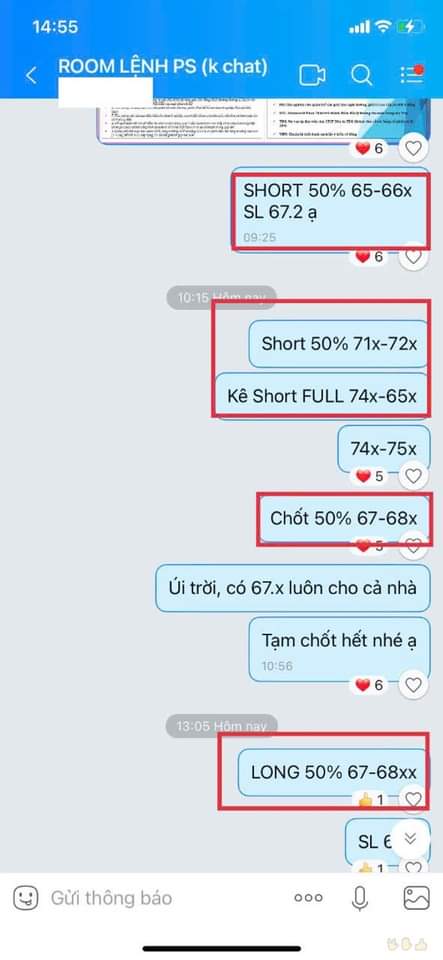 14:55
ROOM LỆNH PS (k chat)
6
SHORT 50% 65-66x
SL 67.2 ạ
09:25
6
10:15 Hôm nay
Short 50% 71x-72x
Kê Short FULL 74x-65x
74x-75x
5
Chốt 50% 67-68x
5
Úi trời, có 67.x luôn cho cả nhà
Tạm chốt hết nhé ạ
10:56
6
13:05 Hôm nay
LONG 50% 67-68xx
1
SL 6
1
Gửi thông báo